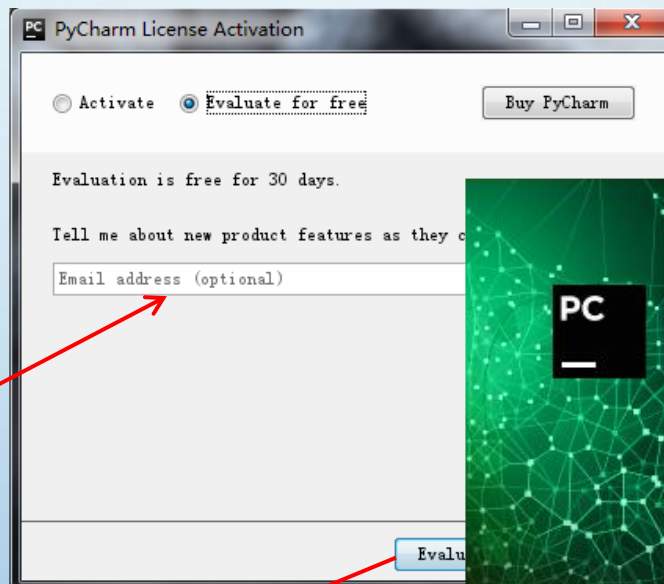 PC PyCharm License Activation
Activate Evaluate for free Buy PyCharm
Evaluation is free for 30 days.
Tell me about new product features as they c
Email address (optional)
PC
Evalu